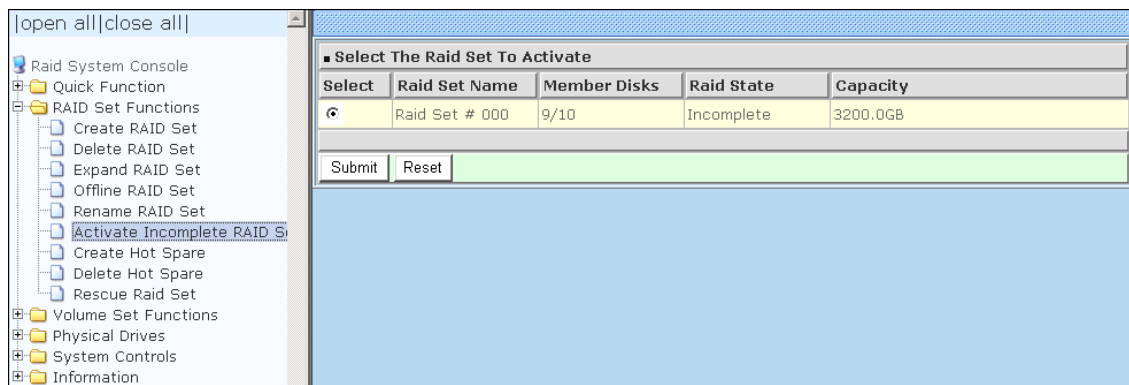 |open all|close all|
Raid System Console
Quick Function
RAID Set Functions
Create RAID Set
Delete RAID Set
Expand RAID Set
Offline RAID Set
Rename RAID Set
Activate Incomplete RAID S
Create Hot Spare
Delete Hot Spare
Rescue Raid Set
Volume Set Functions
Physical Drives
System Controls
Information
Select The Raid Set To Activate
Select Raid Set Name Member Disks Raid State Capacity
Raid Set # 000 9/10 Incomplete 3200.0GB
Submit Reset